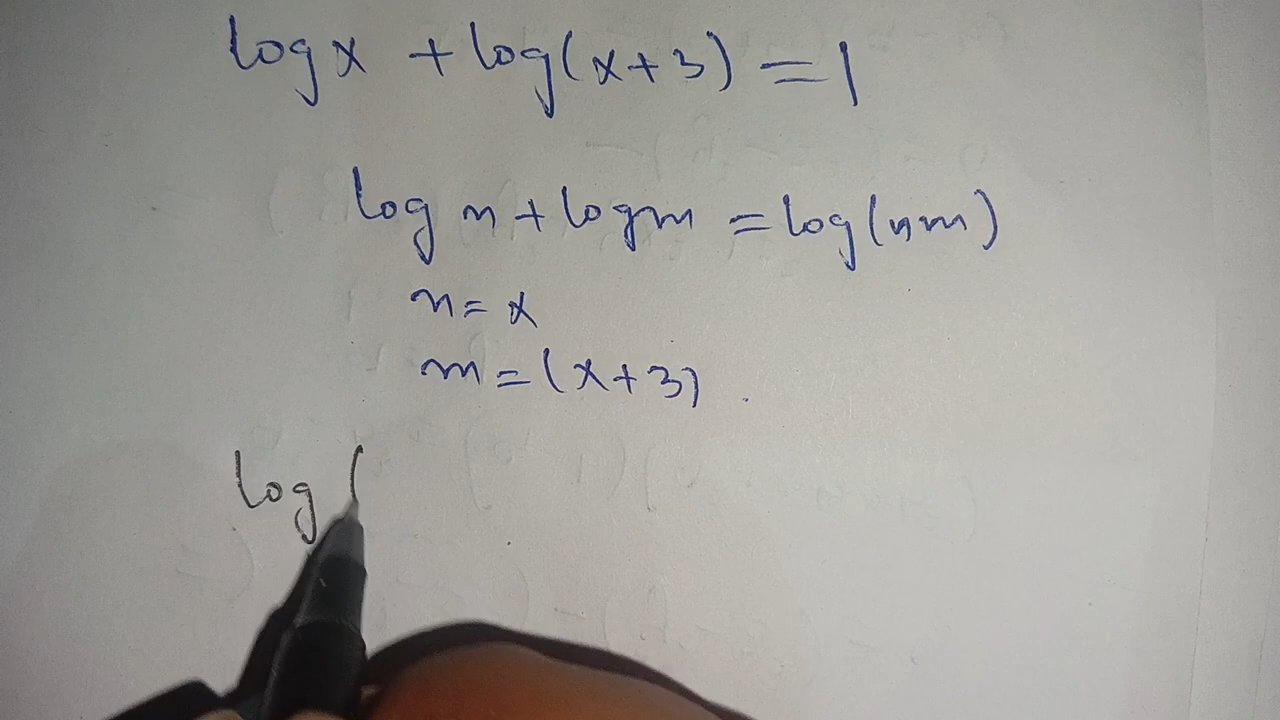 log x + log(x+3) = 1
log n + log m = log(nm)
n = x
m = (x+3)
log (